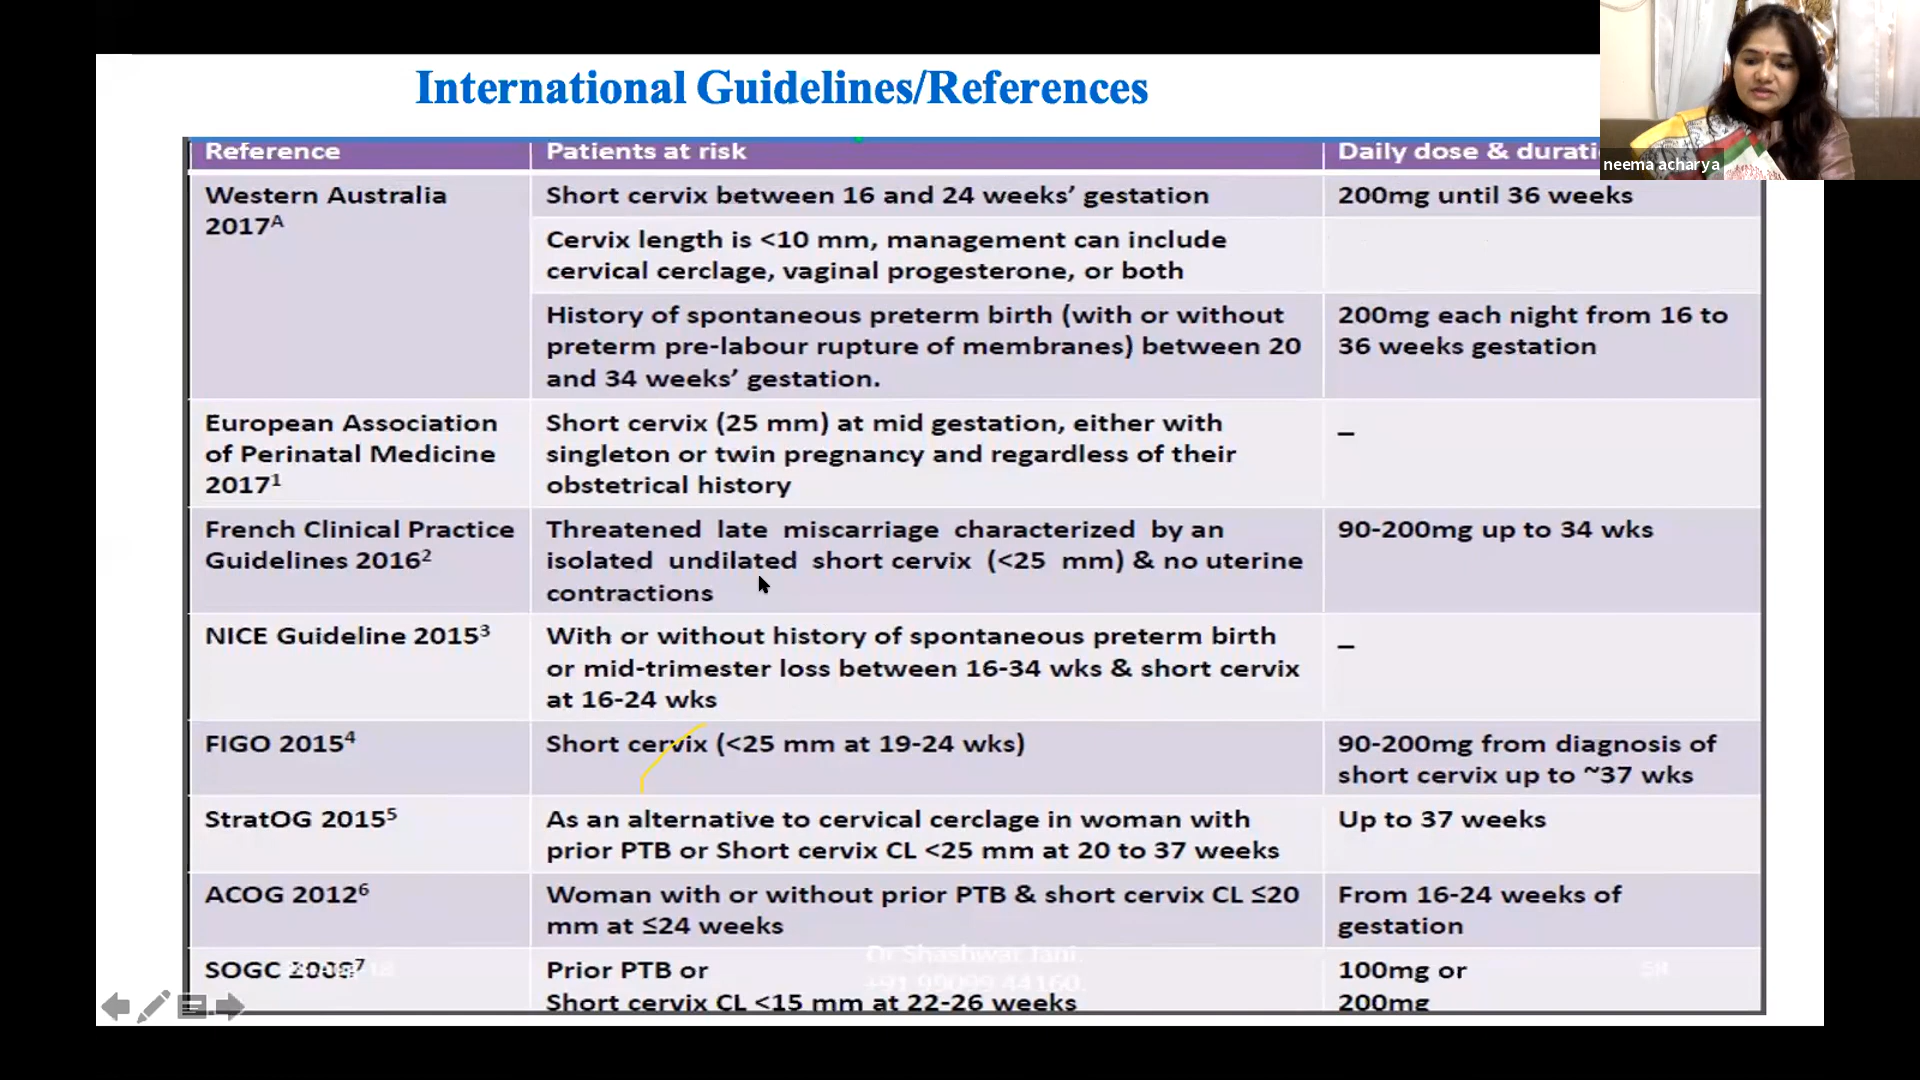 International Guidelines/References
neema acharya
Reference
Patients at risk
Daily dose & durati
Western Australia
2017ᴬ
Short cervix between 16 and 24 weeks’ gestation
200mg until 36 weeks
Cervix length is <10 mm, management can include
cervical cerclage, vaginal progesterone, or both
History of spontaneous preterm birth (with or without
preterm pre-labour rupture of membranes) between 20
and 34 weeks’ gestation.
200mg each night from 16 to
36 weeks gestation
European Association
of Perinatal Medicine
2017¹
Short cervix (25 mm) at mid gestation, either with
singleton or twin pregnancy and regardless of their
obstetrical history
–
French Clinical Practice
Guidelines 2016²
Threatened late miscarriage characterized by an
isolated undilated short cervix (<25 mm) & no uterine
contractions
90-200mg up to 34 wks
NICE Guideline 2015³
With or without history of spontaneous preterm birth
or mid-trimester loss between 16-34 wks & short cervix
at 16-24 wks
–
FIGO 2015⁴
Short cervix (<25 mm at 19-24 wks)
90-200mg from diagnosis of
short cervix up to ~37 wks
StratOG 2015⁵
As an alternative to cervical cerclage in woman with
prior PTB or Short cervix CL <25 mm at 20 to 37 weeks
Up to 37 weeks
ACOG 2012⁶
Woman with or without prior PTB & short cervix CL ≤20
mm at ≤24 weeks
From 16-24 weeks of
gestation
SOGC 2008⁷
Prior PTB or
Short cervix CL <15 mm at 22-26 weeks
100mg or
200mg
Dr Shashwat Jani.
+91 99099 44160.
58